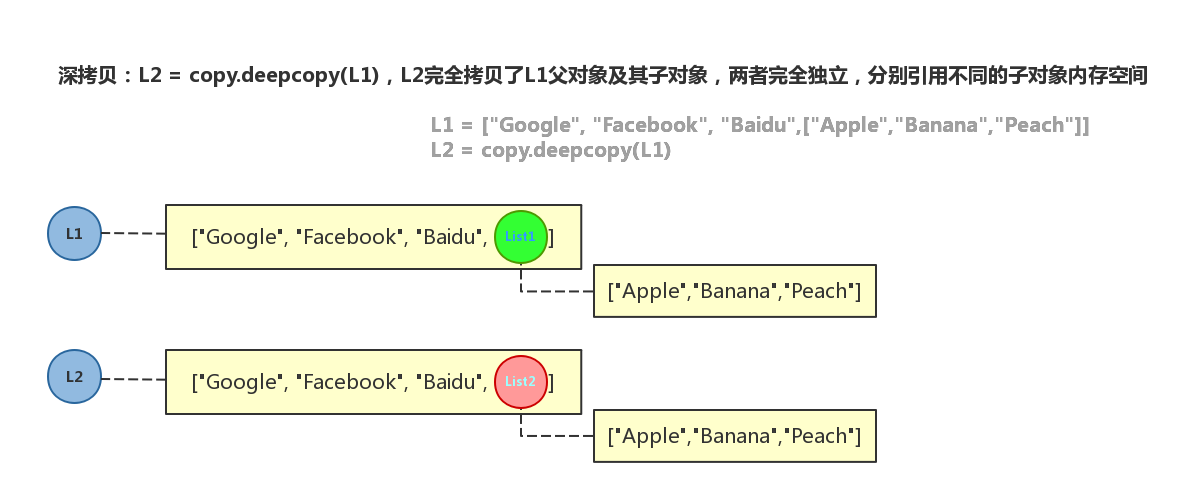 深拷贝：L2 = copy.deepcopy(L1)，L2完全拷贝了L1父对象及其子对象，两者完全独立，分别引用不同的子对象内存空间
L1 = ["Google", "Facebook", "Baidu",["Apple","Banana","Peach"]]
L2 = copy.deepcopy(L1)
L1
["Google", "Facebook", "Baidu", List1 ]
["Apple","Banana","Peach"]
L2
["Google", "Facebook", "Baidu", List2 ]
["Apple","Banana","Peach"]